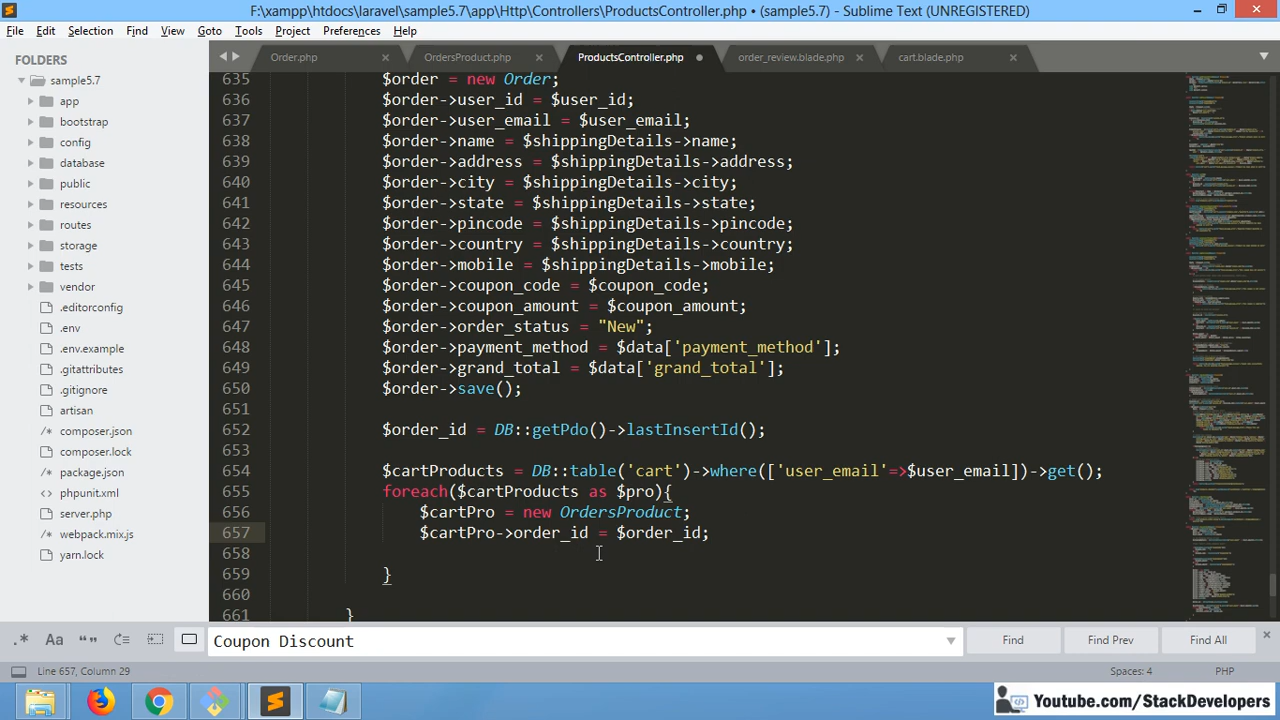 F:\xampp\htdocs\laravel\sample5.7\app\Http\Controllers\ProductsController.php • (sample5.7) - Sublime Text (UNREGISTERED)
File Edit Selection Find View Goto Tools Project Preferences Help
FOLDERS
sample5.7
app
bootstrap
config
database
public
resources
routes
storage
tests
vendor
.editorconfig
.env
.env.example
.gitattributes
.gitignore
artisan
composer.json
composer.lock
package.json
phpunit.xml
server.php
webpack.mix.js
yarn.lock
Order.php OrdersProduct.php ProductsController.php order_review.blade.php cart.blade.php
635 $order = new Order;
636 $order->user_id = $user_id;
637 $order->user_email = $user_email;
638 $order->name = $shippingDetails->name;
639 $order->address = $shippingDetails->address;
640 $order->city = $shippingDetails->city;
641 $order->state = $shippingDetails->state;
642 $order->pincode = $shippingDetails->pincode;
643 $order->country = $shippingDetails->country;
644 $order->mobile = $shippingDetails->mobile;
645 $order->coupon_code = $coupon_code;
646 $order->coupon_amount = $coupon_amount;
647 $order->order_status = "New";
648 $order->payment_method = $data['payment_method'];
649 $order->grand_total = $data['grand_total'];
650 $order->save();
651
652 $order_id = DB::getPdo()->lastInsertId();
653
654 $cartProducts = DB::table('cart')->where(['user_email'=>$user_email])->get();
655 foreach($cartProducts as $pro){
656 $cartPro = new OrdersProduct;
657 $cartPro->order_id = $order_id;
658
659 }
660
661 }
.* Aa “ ” Coupon Discount Find Find Prev Find All
Line 657, Column 29 Spaces: 4 PHP
Youtube.com/StackDevelopers